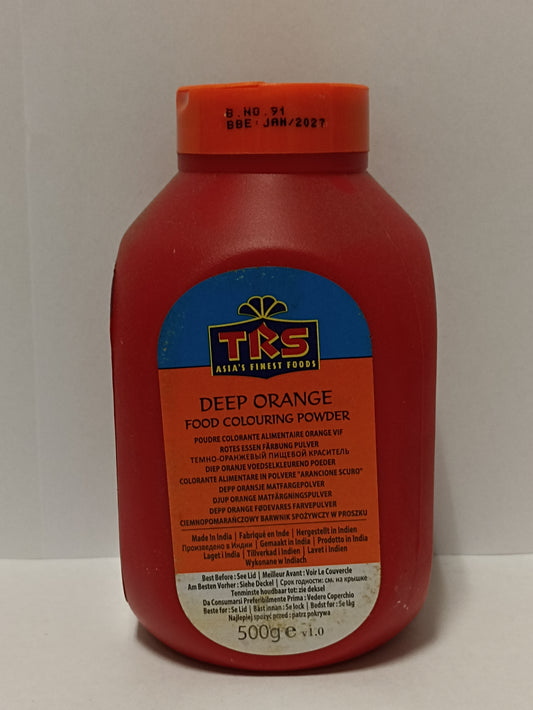 B.NO.91
BBE:JAN/2027
TRS
ASIA'S FINEST FOODS
DEEP ORANGE
FOOD COLOURING POWDER
POUDRE COLORANTE ALIMENTAIRE ORANGE VIF
ROTES ESSEN FÄRBUNG PULVER
ТЕМНО-ОРАНЖЕВЫЙ ПИЩЕВОЙ КРАСИТЕЛЬ
DIEP ORANJE VOEDSELKLEUREND POEDER
COLORANTE ALIMENTARE IN POLVERE "ARANCIONE SCURO"
DEPP ORANSJE MATFARGEPOLVER
DJUP ORANGE MATFÄRGNINGSPULVER
DEPP ORANGE FØDEVARES FARVEPULVER
CIEMNOPOMARAŃCZOWY BARWNIK SPOŻYWCZY W PROSZKU
Made In India | Fabriqué en Inde | Hergestellt in Indien
Произведено в Индии | Gemaakt in India | Prodotto in India
Laget i India | Tillverkad i Indien | Lavet i Indien
Wykonane w Indiach
Best Before : See Lid | Meilleur Avant : Voir Le Couvercle
Am Besten Vorher : Siehe Deckel | Срок годности: см. на крышке
Tenminste houdbaar tot: zie deksel
Da Consumarsi Preferibilmente Prima : Vedere Coperchio
Beste før : Se Lid | Bäst innan : Se lock | Bedst før : Se låg
Najlepiej spożyć przed : patrz pokrywa
500g e v1.0